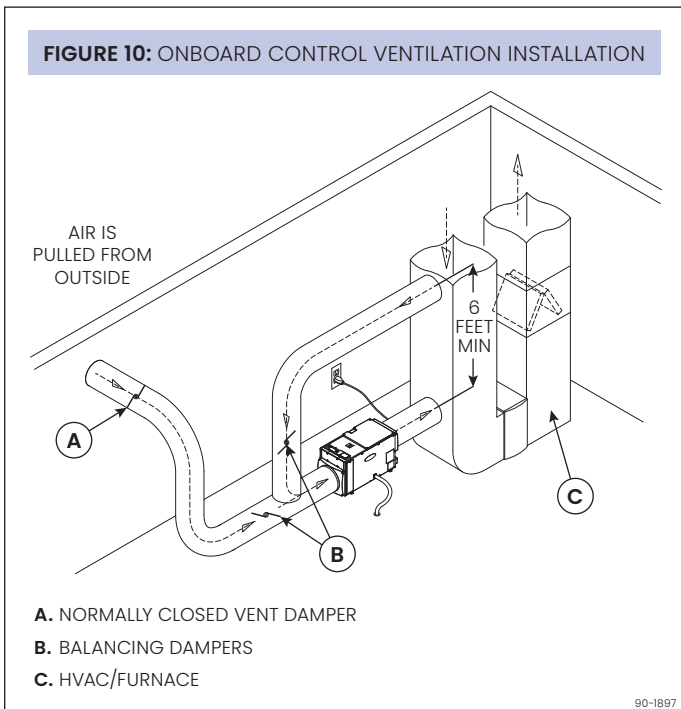 FIGURE 10: ONBOARD CONTROL VENTILATION INSTALLATION
AIR IS
PULLED FROM
OUTSIDE
6
FEET
MIN
A
B
C
A. NORMALLY CLOSED VENT DAMPER
B. BALANCING DAMPERS
C. HVAC/FURNACE
90-1897